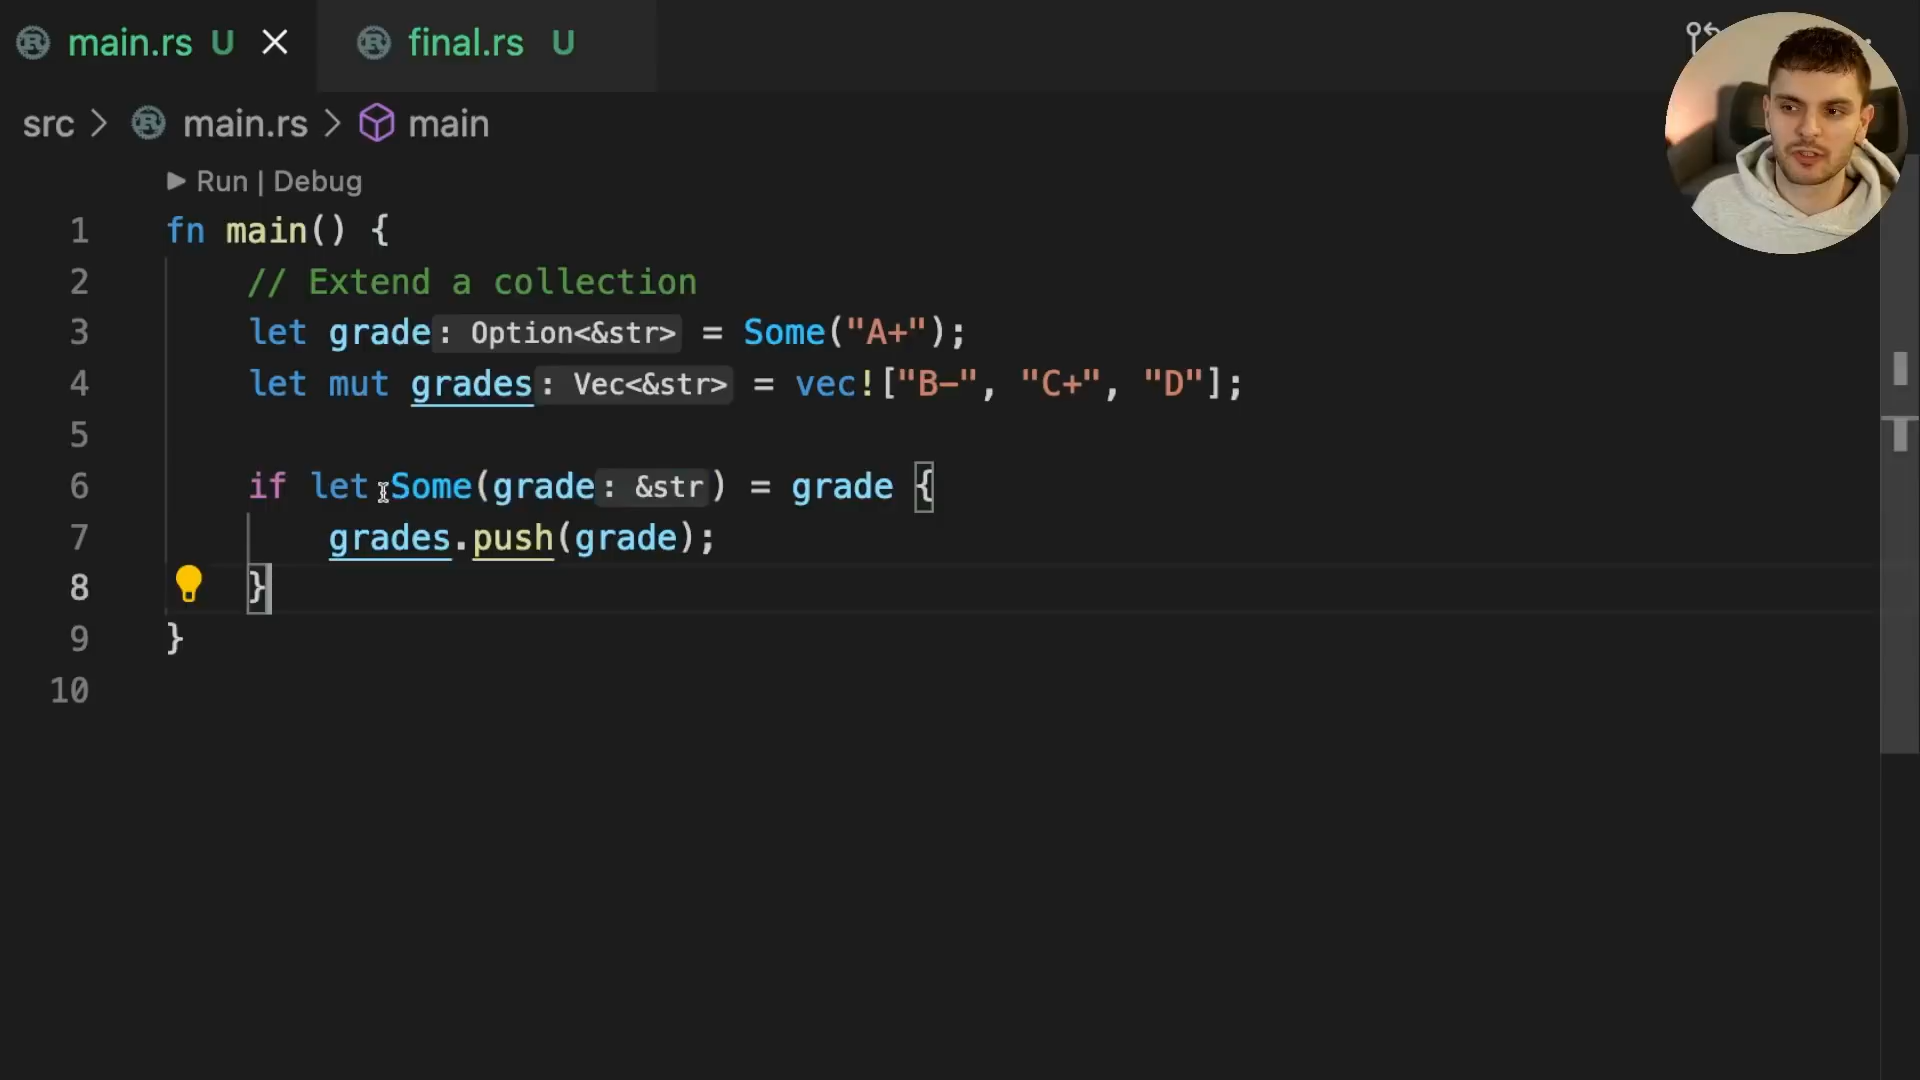 main.rs U × final.rs U
src > main.rs > main
Run | Debug
1 fn main() {
2 // Extend a collection
3 let grade: Option<&str> = Some("A+");
4 let mut grades: Vec<&str> = vec!["B-", "C+", "D"];
5
6 if let Some(grade: &str) = grade {
7 grades.push(grade);
8 }
9 }
10